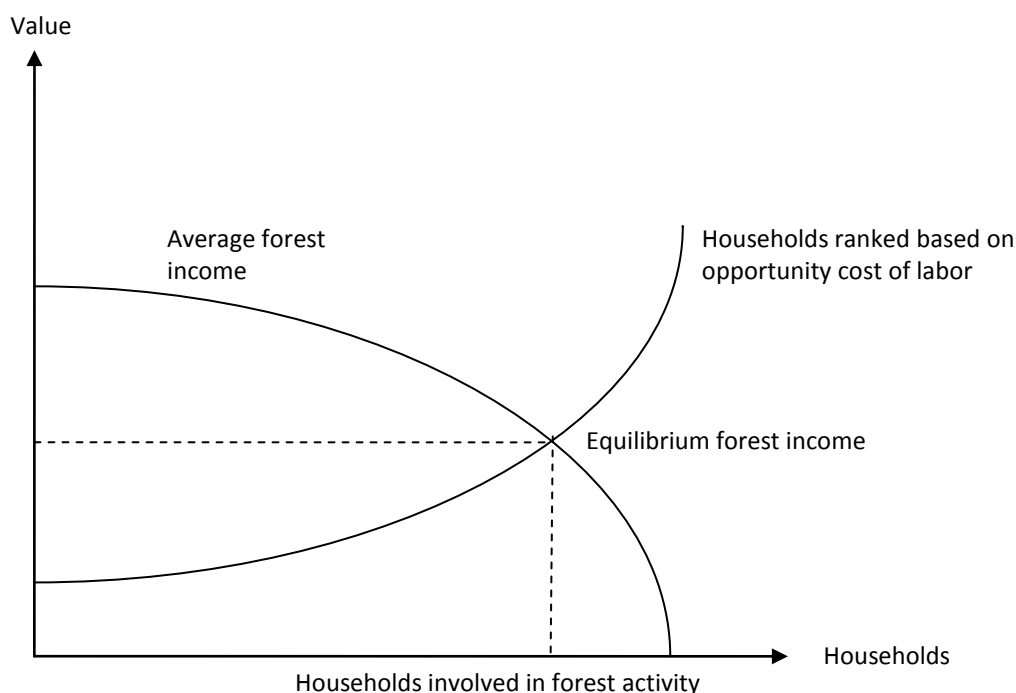 Value
Average forest
income
Households ranked based on
opportunity cost of labor
Equilibrium forest income
Households
Households involved in forest activity